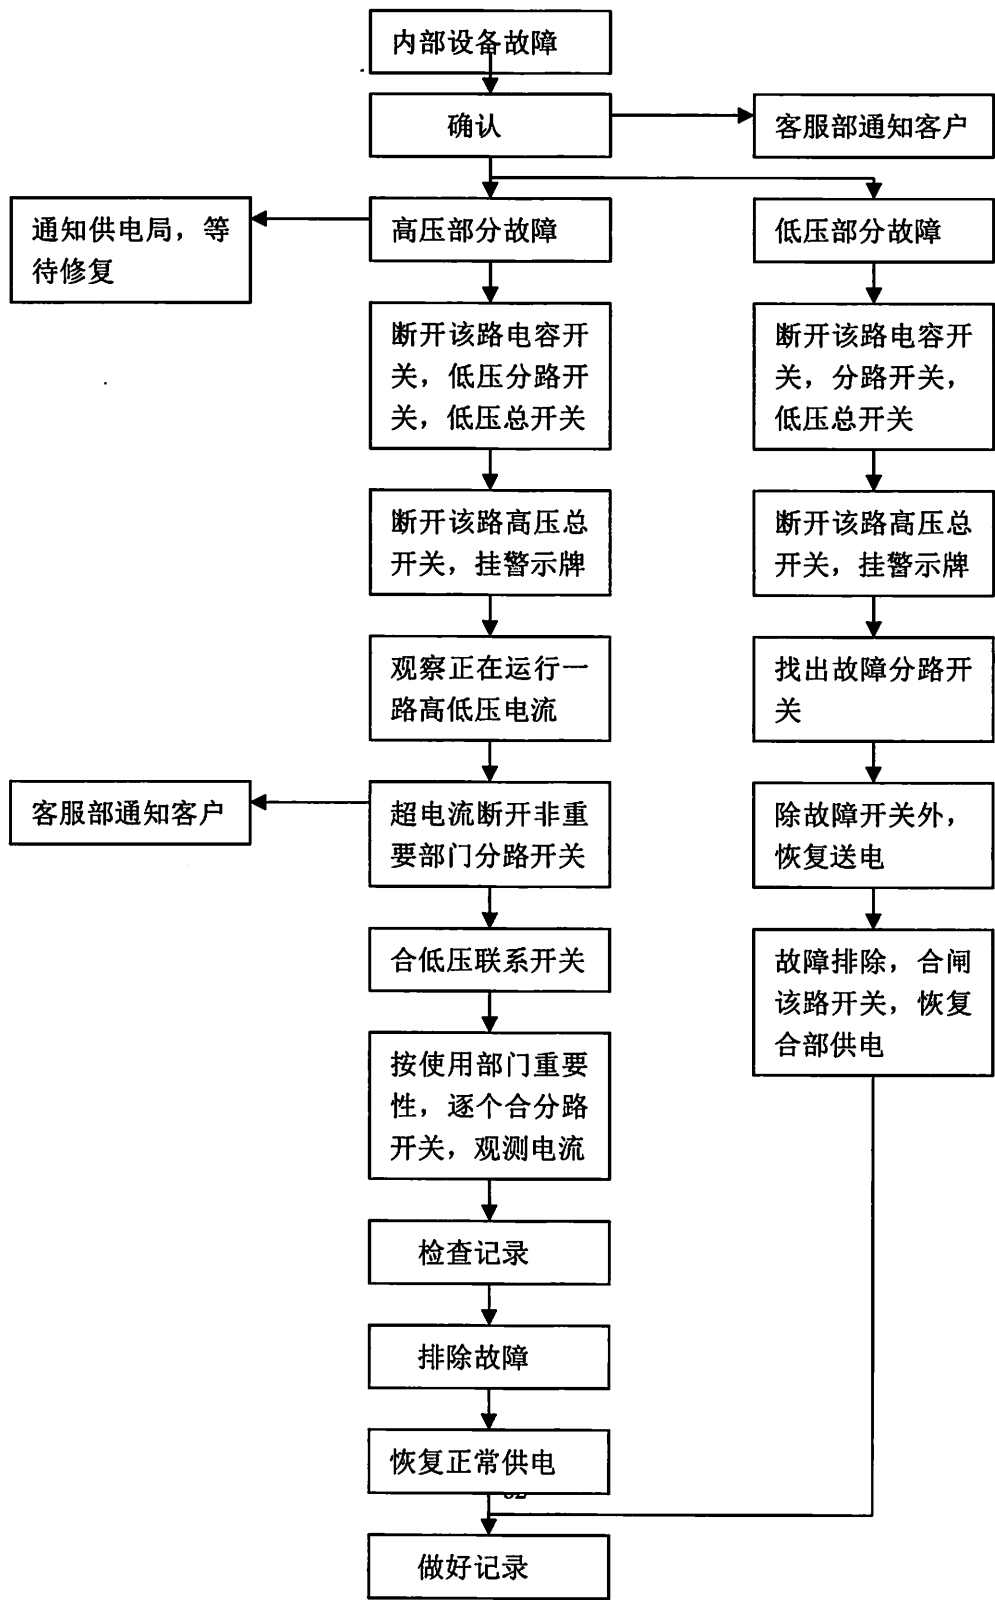 内部设备故障
确认
客服部通知客户
通知供电局，等
待修复
高压部分故障
低压部分故障
断开该路电容开
关，低压分路开
关，低压总开关
断开该路电容开
关，分路开关，
低压总开关
断开该路高压总
开关，挂警示牌
断开该路高压总
开关，挂警示牌
观察正在运行一
路高低压电流
找出故障分路开
关
客服部通知客户
超电流断开非重
要部门分路开关
除故障开关外，
恢复送电
合低压联系开关
故障排除，合闸
该路开关，恢复
合部供电
按使用部门重要
性，逐个合分路
开关，观测电流
检查记录
排除故障
恢复正常供电
做好记录